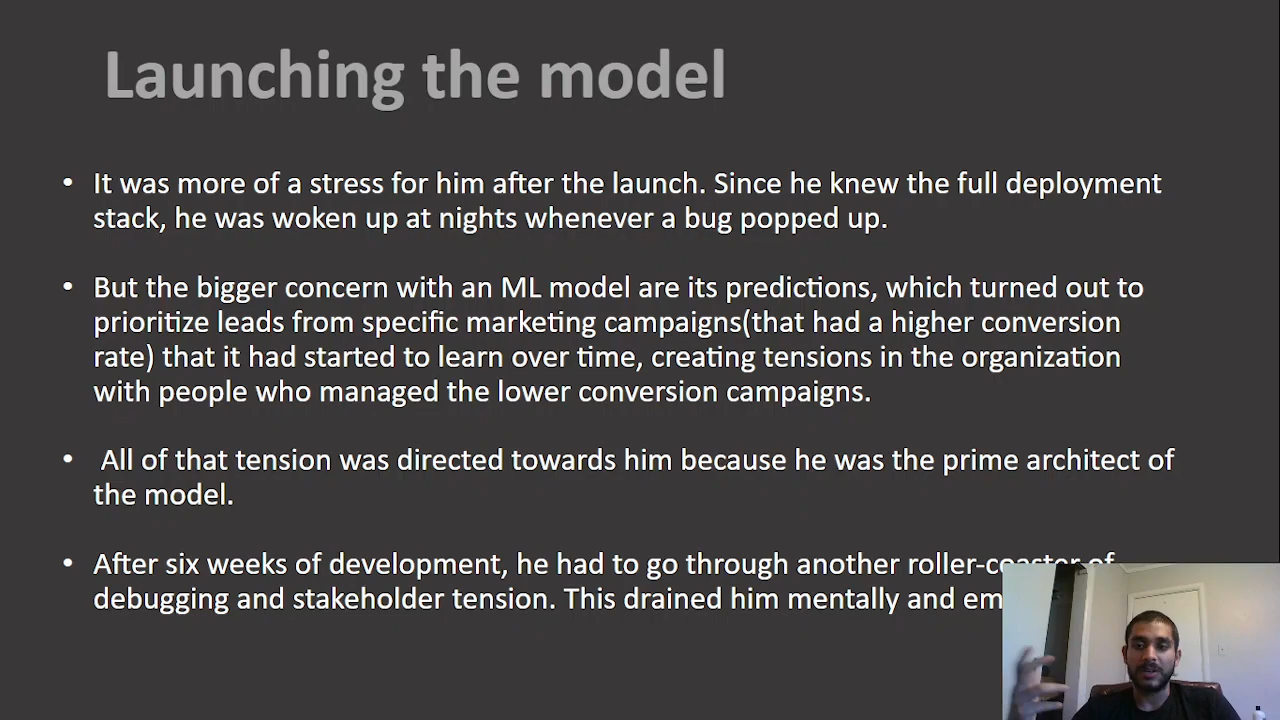 Launching the model
• It was more of a stress for him after the launch. Since he knew the full deployment
stack, he was woken up at nights whenever a bug popped up.
• But the bigger concern with an ML model are its predictions, which turned out to
prioritize leads from specific marketing campaigns(that had a higher conversion
rate) that it had started to learn over time, creating tensions in the organization
with people who managed the lower conversion campaigns.
• All of that tension was directed towards him because he was the prime architect of
the model.
• After six weeks of development, he had to go through another roller-coaster of
debugging and stakeholder tension. This drained him mentally and